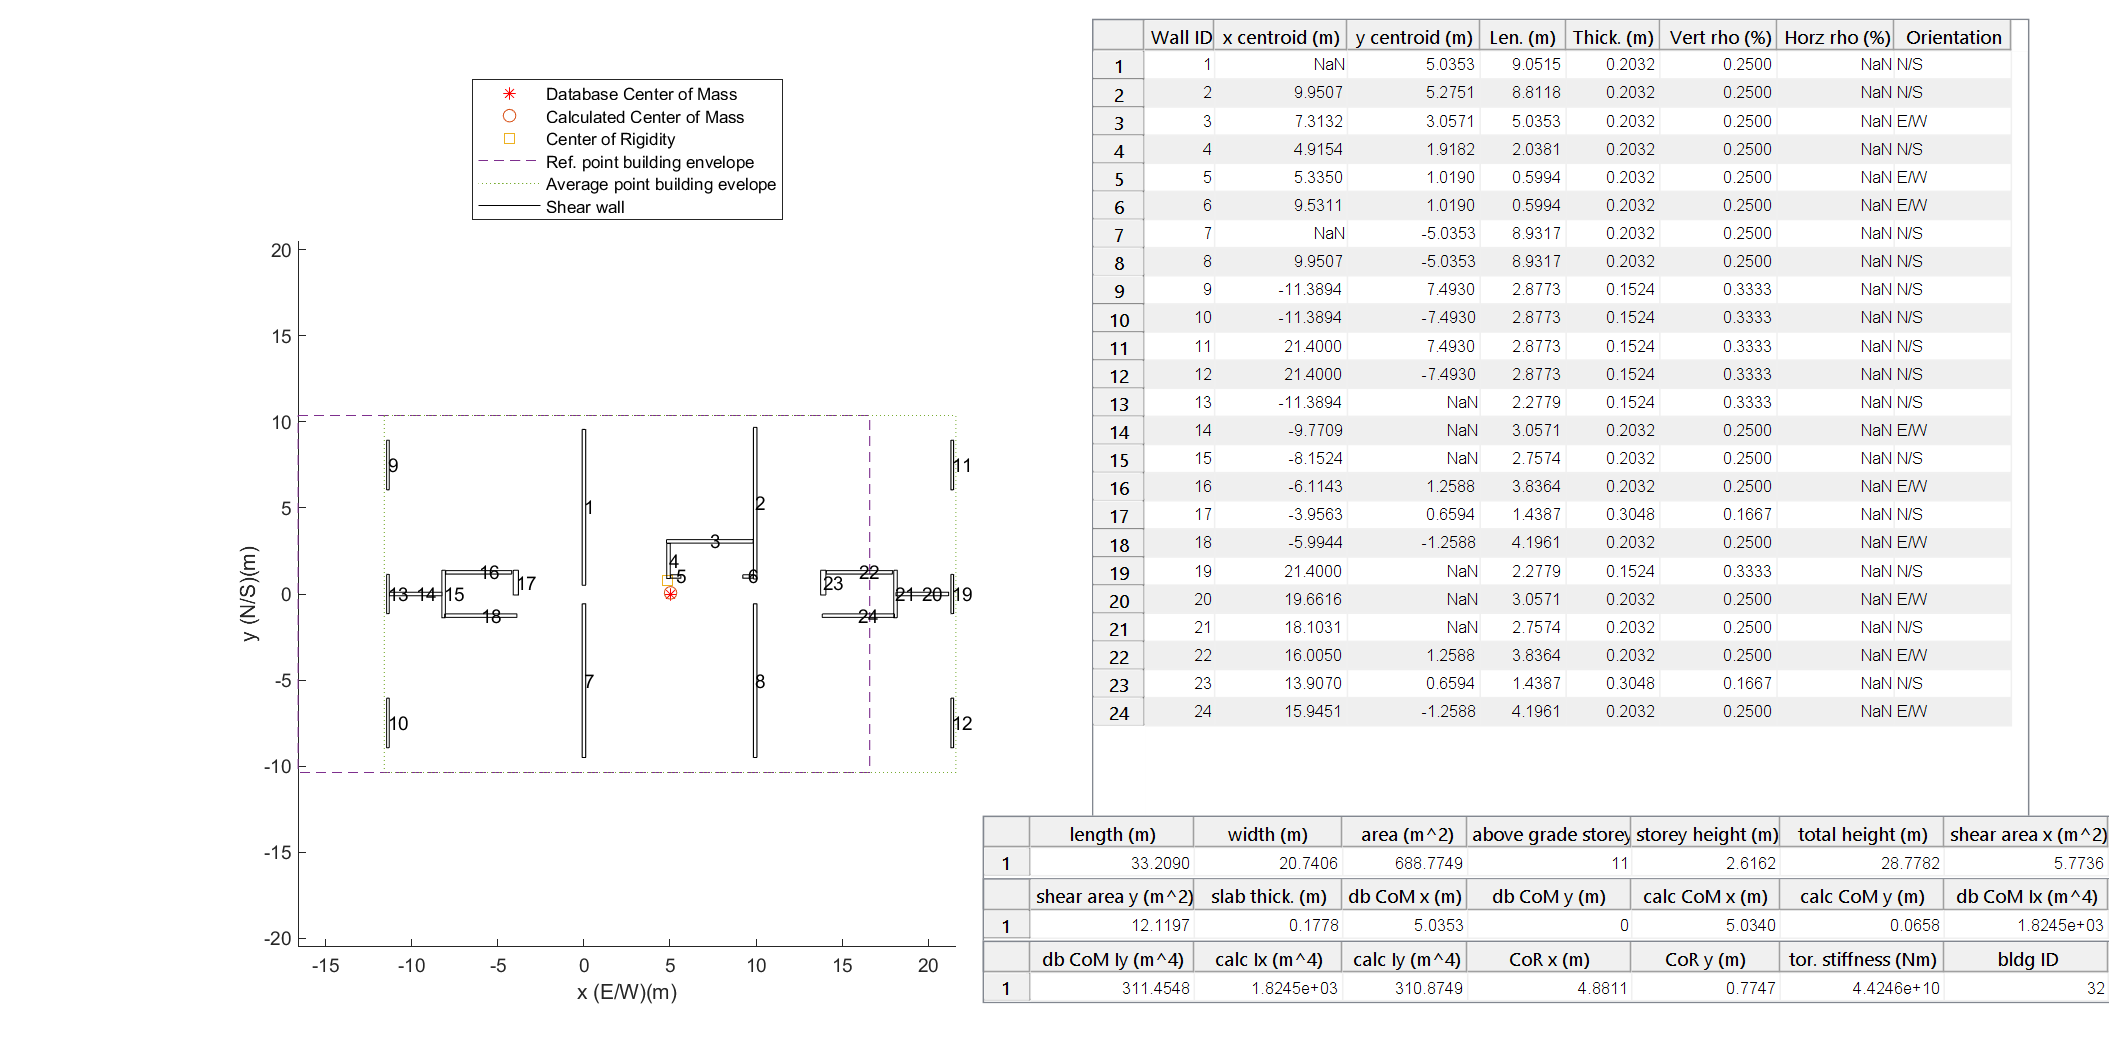 Database Center of Mass
Calculated Center of Mass
Center of Rigidity
Ref. point building envelope
Average point building evelope
Shear wall
20
15
10
5
0
-5
-10
-15
-20
y (N/S)(m)
-15 -10 -5 0 5 10 15 20
x (E/W)(m)
1
2
3
4
5
6
7
8
9
10
11
12
13
14
15
16
17
18
19
20
21
22
23
24
Wall ID x centroid (m) y centroid (m) Len. (m) Thick. (m) Vert rho (%) Horz rho (%) Orientation
1 1 NaN 5.0353 9.0515 0.2032 0.2500 NaN N/S
2 2 9.9507 5.2751 8.8118 0.2032 0.2500 NaN N/S
3 3 7.3132 3.0571 5.0353 0.2032 0.2500 NaN E/W
4 4 4.9154 1.9182 2.0381 0.2032 0.2500 NaN N/S
5 5 5.3350 1.0190 0.5994 0.2032 0.2500 NaN E/W
6 6 9.5311 1.0190 0.5994 0.2032 0.2500 NaN E/W
7 7 NaN -5.0353 8.9317 0.2032 0.2500 NaN N/S
8 8 9.9507 -5.0353 8.9317 0.2032 0.2500 NaN N/S
9 9 -11.3894 7.4930 2.8773 0.1524 0.3333 NaN N/S
10 10 -11.3894 -7.4930 2.8773 0.1524 0.3333 NaN N/S
11 11 21.4000 7.4930 2.8773 0.1524 0.3333 NaN N/S
12 12 21.4000 -7.4930 2.8773 0.1524 0.3333 NaN N/S
13 13 -11.3894 NaN 2.2779 0.1524 0.3333 NaN N/S
14 14 -9.7709 NaN 3.0571 0.2032 0.2500 NaN E/W
15 15 -8.1524 NaN 2.7574 0.2032 0.2500 NaN N/S
16 16 -6.1143 1.2588 3.8364 0.2032 0.2500 NaN E/W
17 17 -3.9563 0.6594 1.4387 0.3048 0.1667 NaN N/S
18 18 -5.9944 -1.2588 4.1961 0.2032 0.2500 NaN E/W
19 19 21.4000 NaN 2.2779 0.1524 0.3333 NaN N/S
20 20 19.6616 NaN 3.0571 0.2032 0.2500 NaN E/W
21 21 18.1031 NaN 2.7574 0.2032 0.2500 NaN N/S
22 22 16.0050 1.2588 3.8364 0.2032 0.2500 NaN E/W
23 23 13.9070 0.6594 1.4387 0.3048 0.1667 NaN N/S
24 24 15.9451 -1.2588 4.1961 0.2032 0.2500 NaN E/W
length (m) width (m) area (m^2) above grade storey storey height (m) total height (m) shear area x (m^2)
1 33.2090 20.7406 688.7749 11 2.6162 28.7782 5.7736
shear area y (m^2) slab thick. (m) db CoM x (m) db CoM y (m) calc CoM x (m) calc CoM y (m) db CoM Ix (m^4)
1 12.1197 0.1778 5.0353 0 5.0340 0.0658 1.8245e+03
db CoM Iy (m^4) calc Ix (m^4) calc Iy (m^4) CoR x (m) CoR y (m) tor. stiffness (Nm) bldg ID
1 311.4548 1.8245e+03 310.8749 4.8811 0.7747 4.4246e+10 32